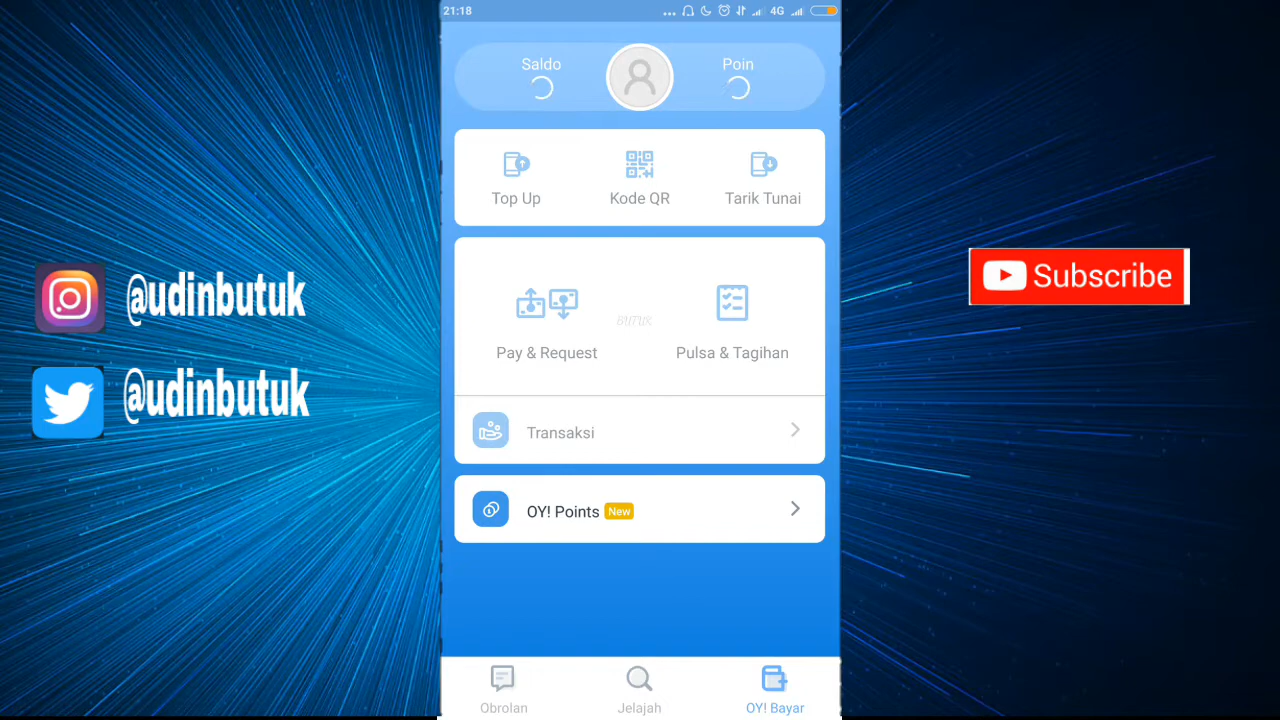 21:18
4G
Saldo
Poin
Top Up
Kode QR
Tarik Tunai
@udinbutuk
Subscribe
BUTUK
Pay & Request
Pulsa & Tagihan
@udinbutuk
Transaksi
OY! Points New
Obrolan
Jelajah
OY! Bayar